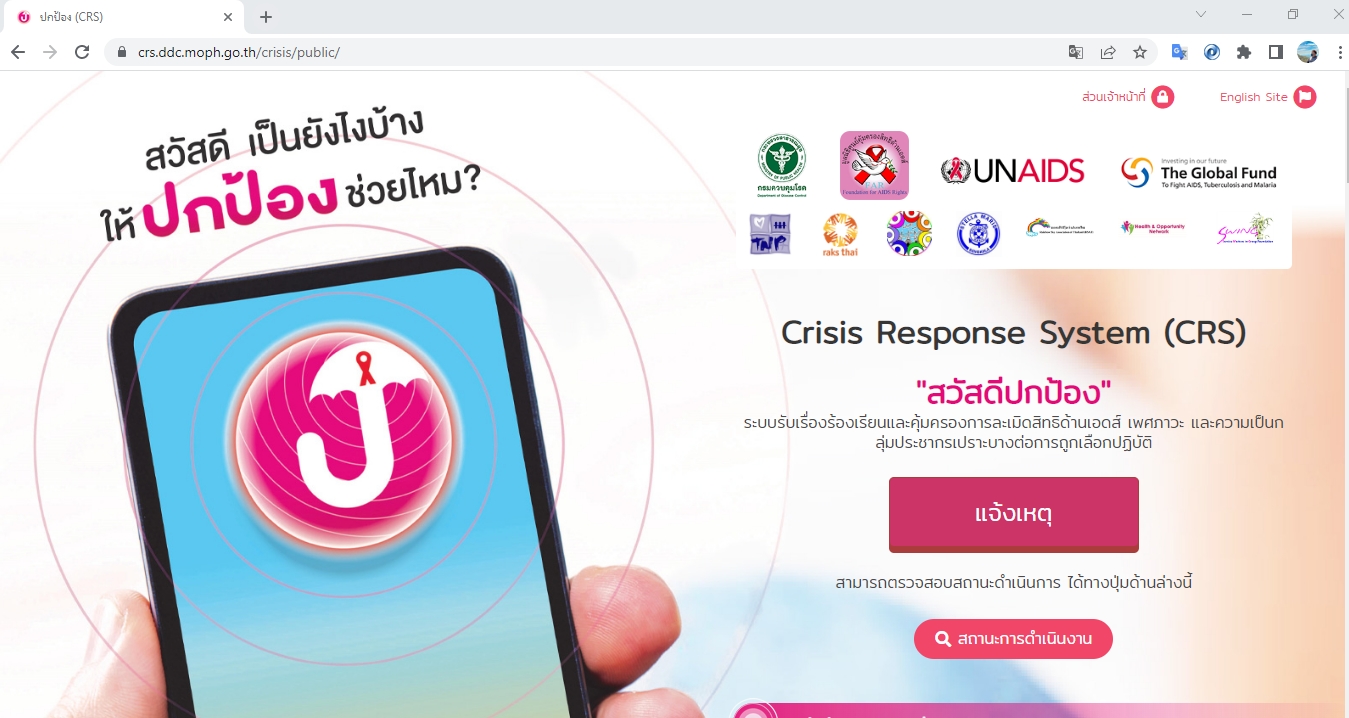 ปกป้อง (CRS)
crs.ddc.moph.go.th/crisis/public/
ส่วนเจ้าหน้าที่
English Site
สวัสดี เป็นยังไงบ้าง
ให้ ปกป้อง ช่วยไหม?
กรมควบคุมโรค
Department of Disease Control
FAR
Foundation for AIDS Rights
UNAIDS
Investing in our future
The Global Fund
To Fight AIDS, Tuberculosis and Malaria
TNP
raks thai
STELLA MARIS
Health & Opportunity
Network
SWING
Crisis Response System (CRS)
"สวัสดีปกป้อง"
ระบบรับเรื่องร้องเรียนและคุ้มครองการละเมิดสิทธิด้านเอดส์ เพศภาวะ และความเป็นก
ลุ่มประชากรเปราะบางต่อการถูกเลือกปฏิบัติ
แจ้งเหตุ
สามารถตรวจสอบสถานะดำเนินการ ได้ทางปุ่มด้านล่างนี้
สถานะการดำเนินงาน